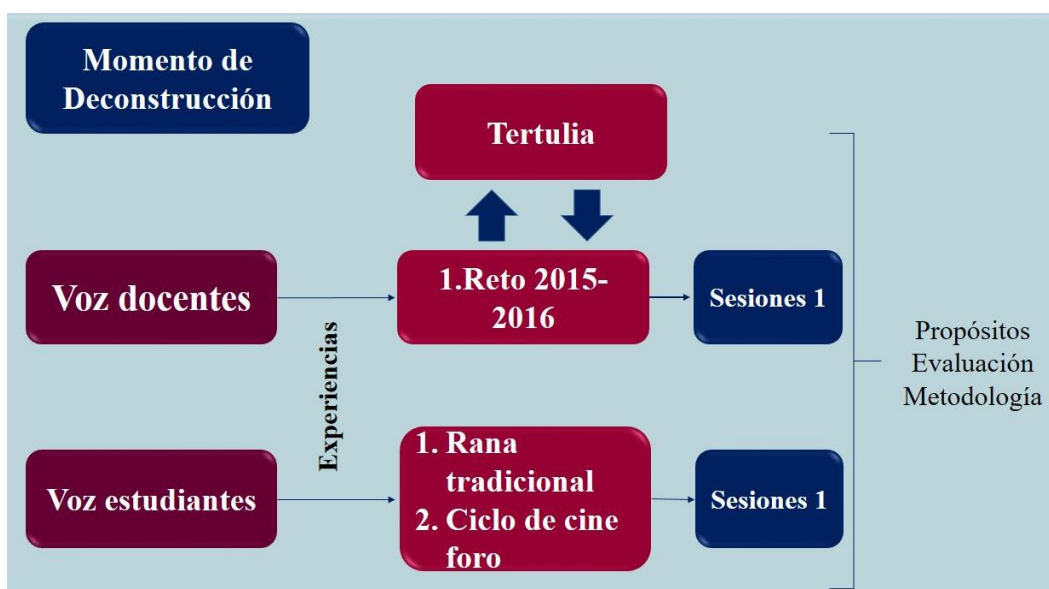 Momento de
Deconstrucción
Tertulia
Voz docentes
1.Reto 2015-
2016
Sesiones 1
Experiencias
Propósitos
Evaluación
Metodología
Voz estudiantes
1. Rana
tradicional
2. Ciclo de cine
foro
Sesiones 1